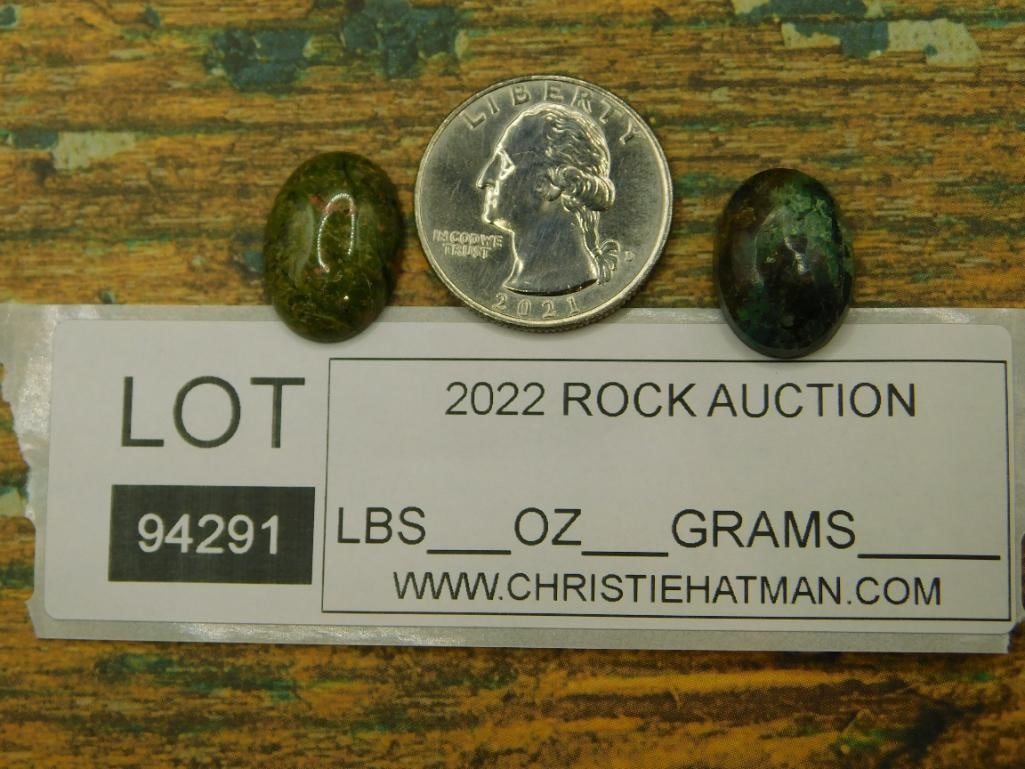 LIBERTY
IN GOD WE
TRUST
D
2021
LOT
94291
2022 ROCK AUCTION
LBS___OZ___GRAMS_____
WWW.CHRISTIEHATMAN.COM